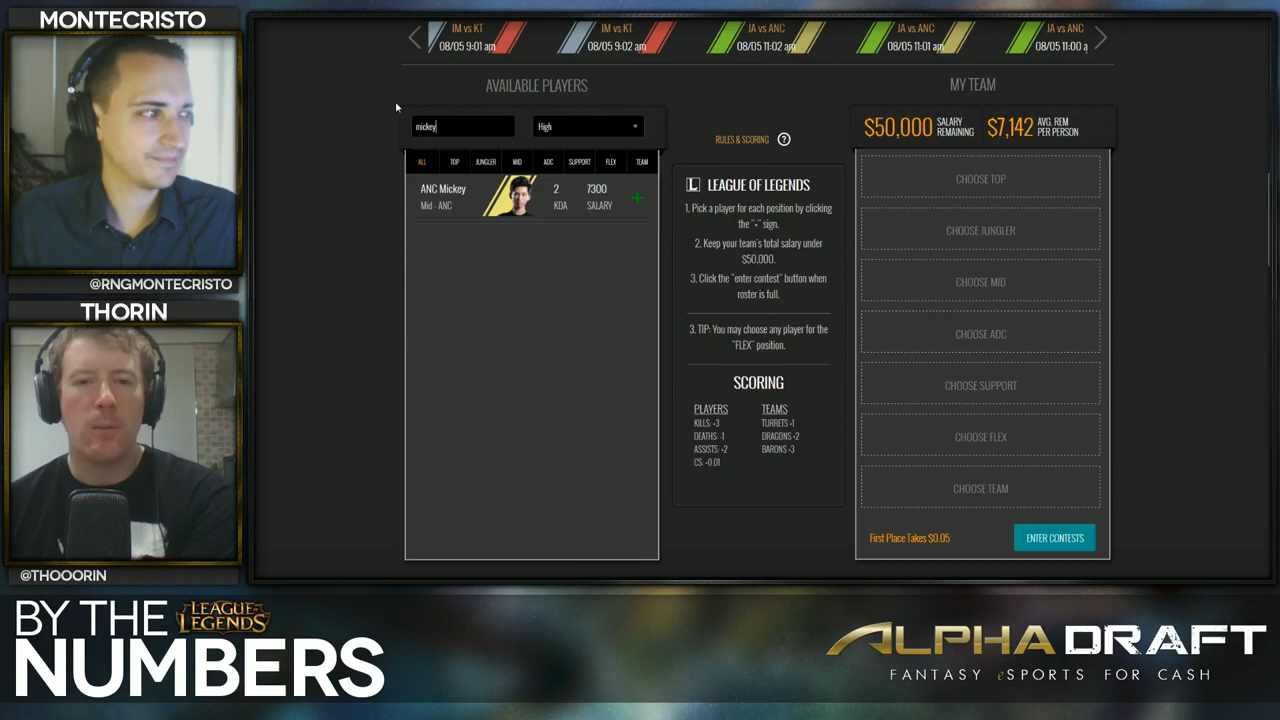 MONTECRISTO
@RNGMONTECRISTO
THORIN
@THOOORIN
IM vs KT
08/05 9:01 am
IM vs KT
08/05 9:02 am
JA vs ANC
08/05 11:02 am
JA vs ANC
08/05 11:01 am
JA vs ANC
08/05 11:00 a
AVAILABLE PLAYERS
mickey
High
ALL TOP JUNGLER MID ADC SUPPORT FLEX TEAM
ANC Mickey
Mid - ANC
2
KDA
7300
SALARY
+
RULES & SCORING ?
L LEAGUE OF LEGENDS
1. Pick a player for each position by clicking
the "+" sign.
2. Keep your team's total salary under
$50,000.
3. Click the "enter contest" button when
roster is full.
3. TIP: You may choose any player for the
"FLEX" position.
SCORING
PLAYERS
KILLS: +3
DEATHS: -1
ASSISTS: +2
CS: +0.01
TEAMS
TURRETS +1
DRAGONS +2
BARONS +3
MY TEAM
$50,000 SALARY
REMAINING
$7,142 AVG. REM
PER PERSON
CHOOSE TOP
CHOOSE JUNGLER
CHOOSE MID
CHOOSE ADC
CHOOSE SUPPORT
CHOOSE FLEX
CHOOSE TEAM
First Place Takes $0.05
ENTER CONTESTS
BY THE
LEAGUE of
LEGENDS
NUMBERS
ALPHADRAFT
FANTASY eSPORTS FOR CASH